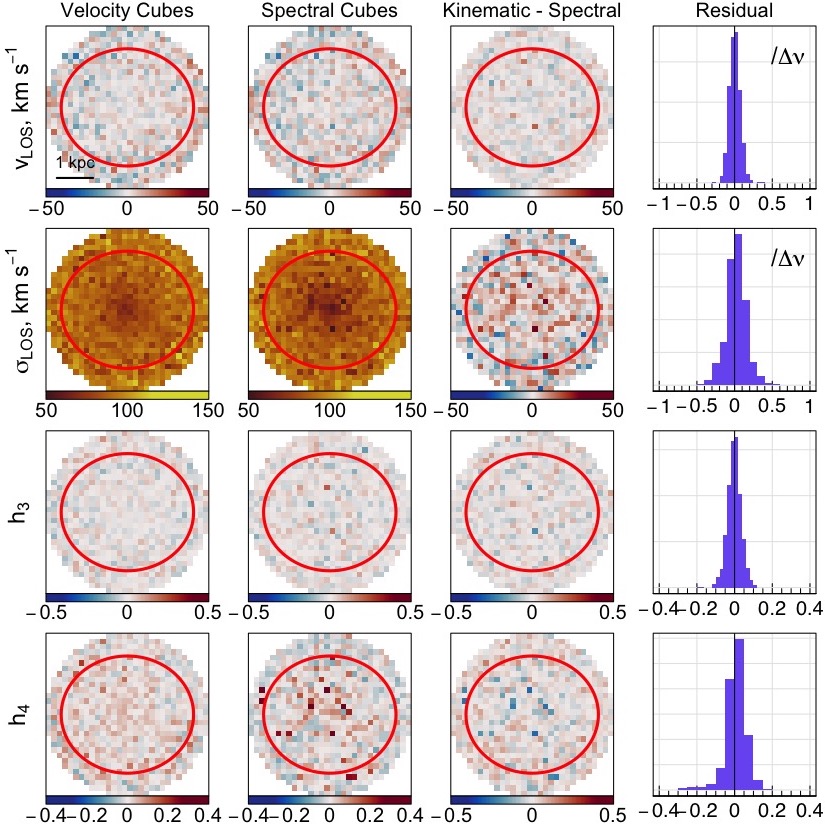 Velocity Cubes Spectral Cubes Kinematic - Spectral Residual
vLOS, km s−1
1 kpc
/Δν
−50 0 50 −50 0 50 −50 0 50 −1 −0.5 0 0.5 1
σLOS, km s−1
/Δν
50 100 150 50 100 150 −50 0 50 −1 −0.5 0 0.5 1
h3
−0.5 0 0.5 −0.5 0 0.5 −0.5 0 0.5 −0.4 −0.2 0 0.2 0.4
h4
−0.4 −0.2 0 0.2 0.4 −0.4 −0.2 0 0.2 0.4 −0.5 0 0.5 −0.4 −0.2 0 0.2 0.4